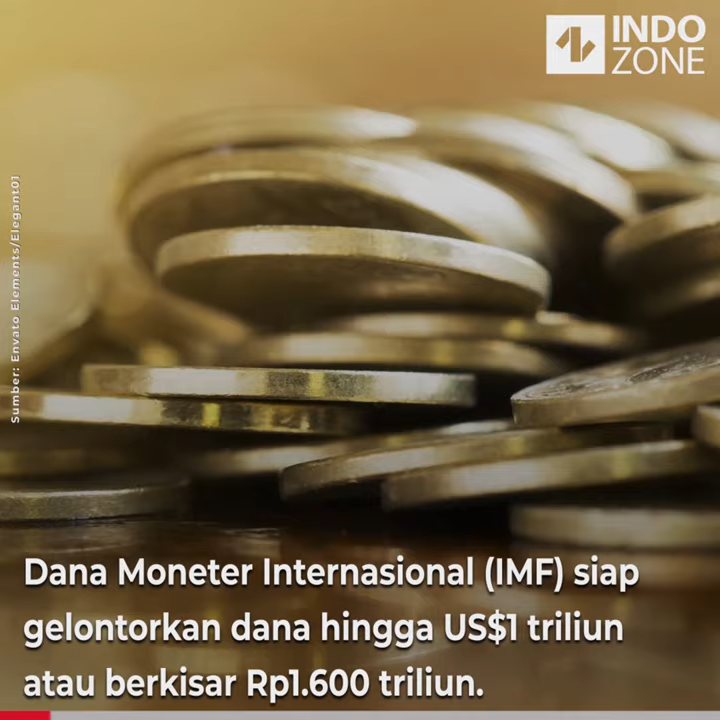 INDO
ZONE
Sumber: Envato Elements/Elegant01
Dana Moneter Internasional (IMF) siap
gelontorkan dana hingga US$1 triliun
atau berkisar Rp1.600 triliun.